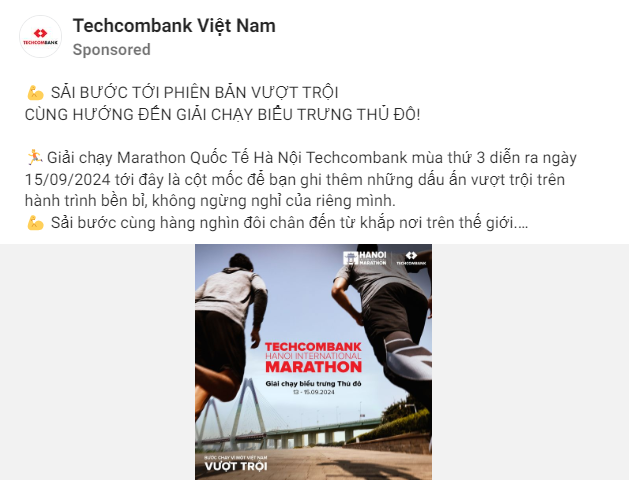 TECHCOMBANK
Techcombank Việt Nam
Sponsored
💪 SẢI BƯỚC TỚI PHIÊN BẢN VƯỢT TRỘI
CÙNG HƯỚNG ĐẾN GIẢI CHẠY BIỂU TRƯNG THỦ ĐÔ!
🏃 Giải chạy Marathon Quốc Tế Hà Nội Techcombank mùa thứ 3 diễn ra ngày
15/09/2024 tới đây là cột mốc để bạn ghi thêm những dấu ấn vượt trội trên
hành trình bền bỉ, không ngừng nghỉ của riêng mình.
💪 Sải bước cùng hàng nghìn đôi chân đến từ khắp nơi trên thế giới....
HANOI
MARATHON
TECHCOMBANK
TECHCOMBANK
HANOI INTERNATIONAL
MARATHON
Giải chạy biểu trưng Thủ đô
13 - 15.09.2024
BƯỚC CHẠY VÌ MỘT VIỆT NAM
VƯỢT TRỘI